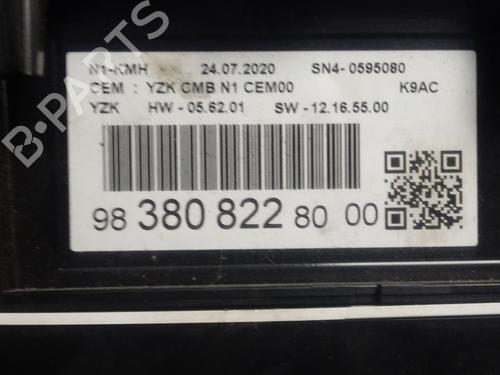 N1-KMH 24.07.2020 SN4- 0595080
CEM : YZK CMB N1 CEM00 K9AC
YZK HW - 05.62.01 SW - 12.16.55.00
98 380 822 80 00
B-PARTS